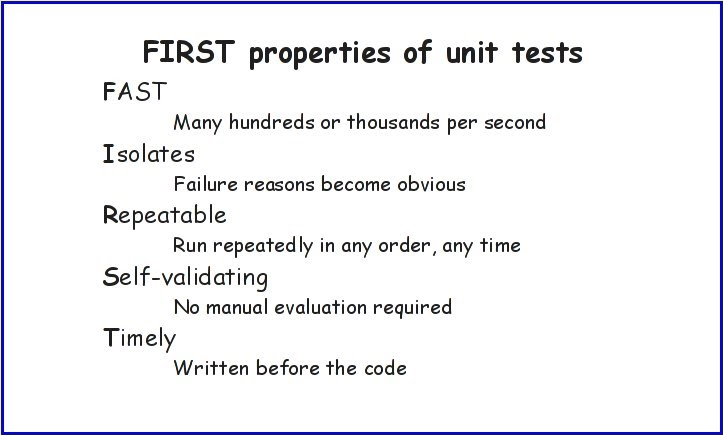 FIRST properties of unit tests
FAST
Many hundreds or thousands per second
Isolates
Failure reasons become obvious
Repeatable
Run repeatedly in any order, any time
Self-validating
No manual evaluation required
Timely
Written before the code